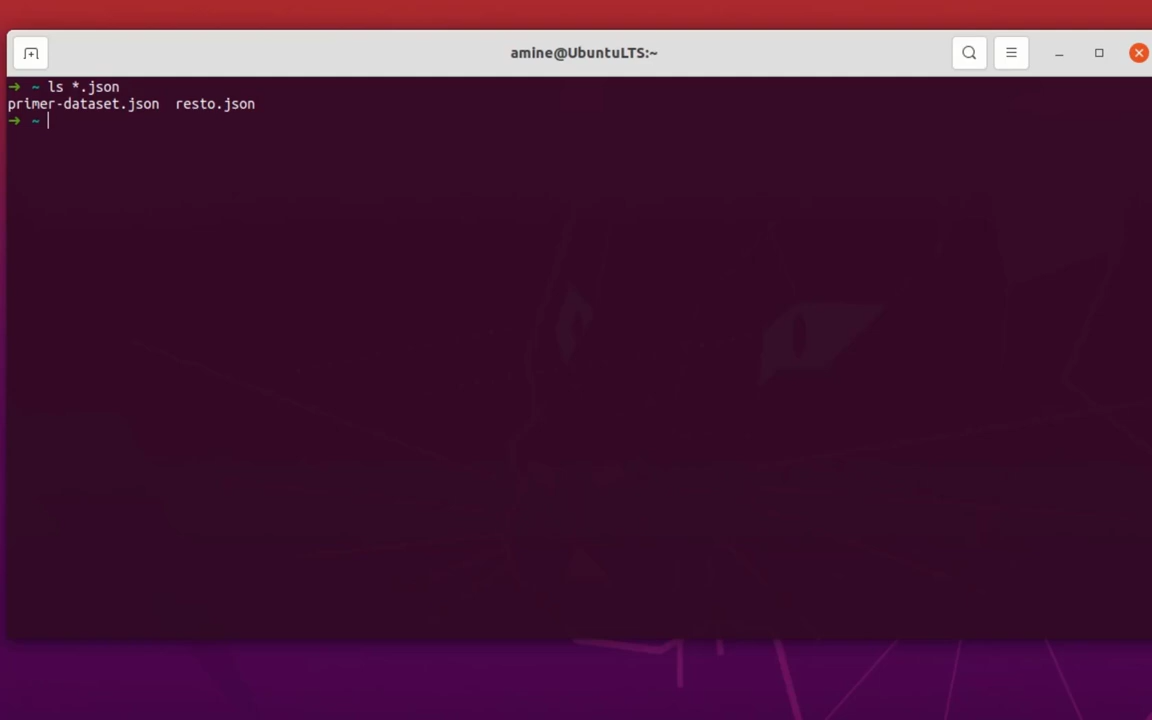 amine@UbuntuLTS:~
➜ ~ ls *.json
primer-dataset.json resto.json
➜ ~